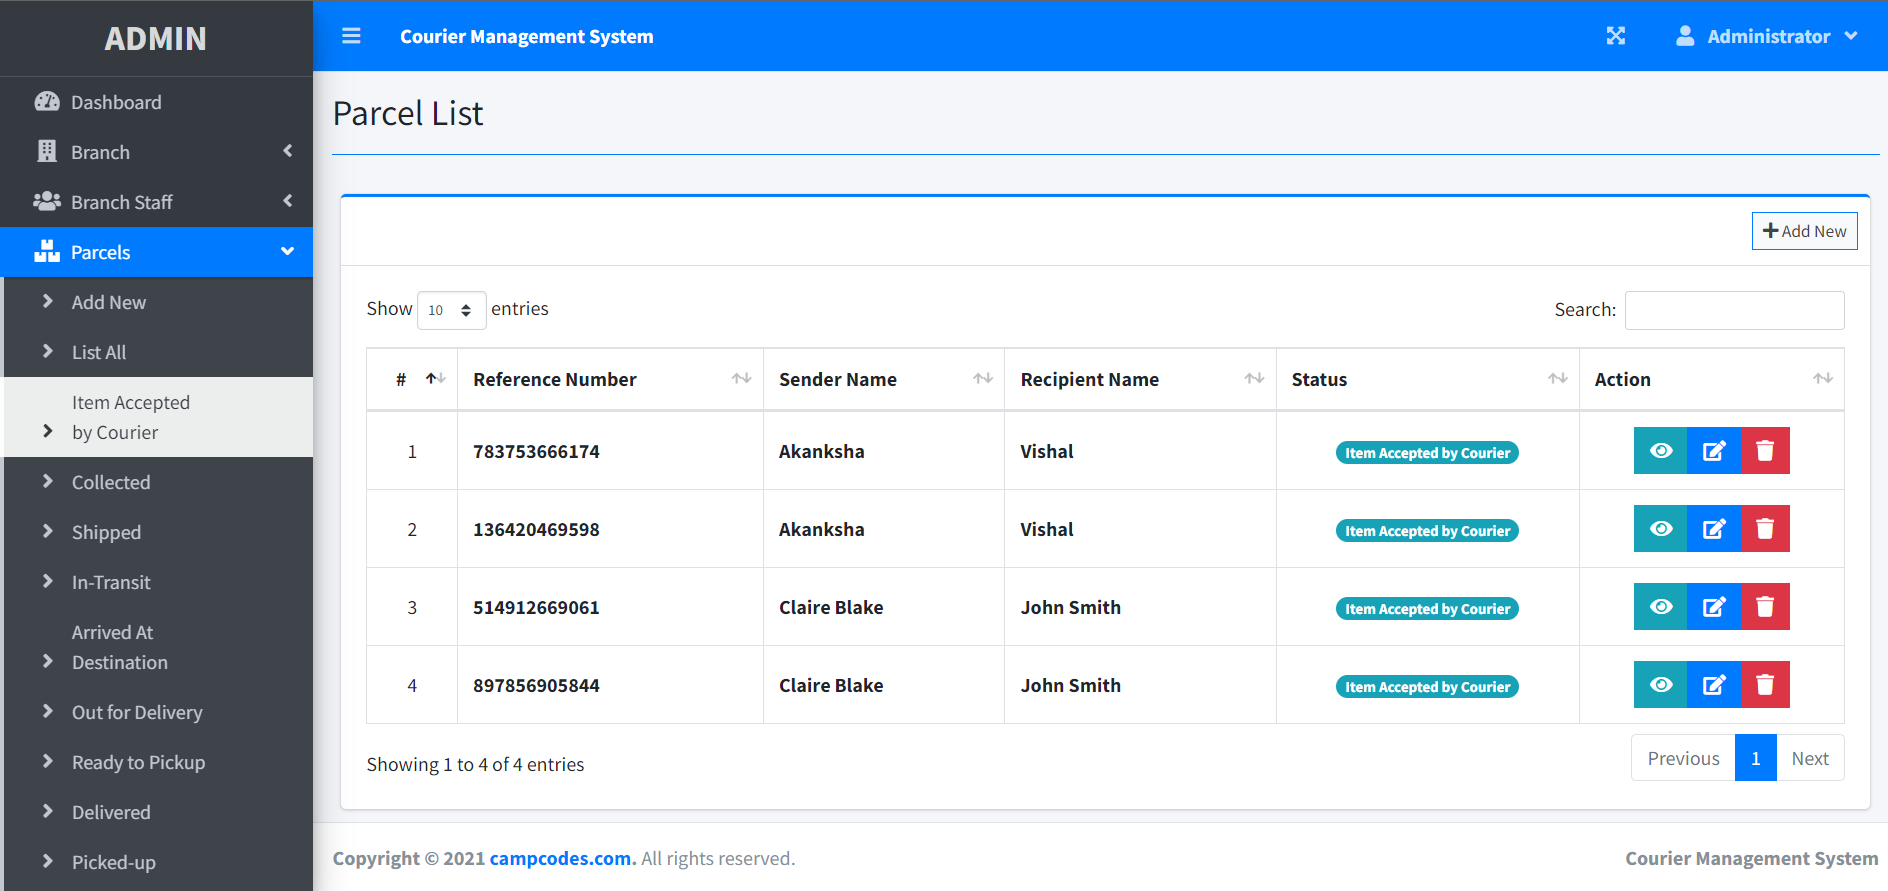 ADMIN
Courier Management System
Administrator
Dashboard
Branch
Branch Staff
Parcels
Add New
List All
Item Accepted
by Courier
Collected
Shipped
In-Transit
Arrived At
Destination
Out for Delivery
Ready to Pickup
Delivered
Picked-up
Parcel List
Add New
Show 10 entries
Search:
# Reference Number Sender Name Recipient Name Status Action
1 783753666174 Akanksha Vishal Item Accepted by Courier
2 136420469598 Akanksha Vishal Item Accepted by Courier
3 514912669061 Claire Blake John Smith Item Accepted by Courier
4 897856905844 Claire Blake John Smith Item Accepted by Courier
Showing 1 to 4 of 4 entries
Previous 1 Next
Copyright © 2021 campcodes.com. All rights reserved.
Courier Management System